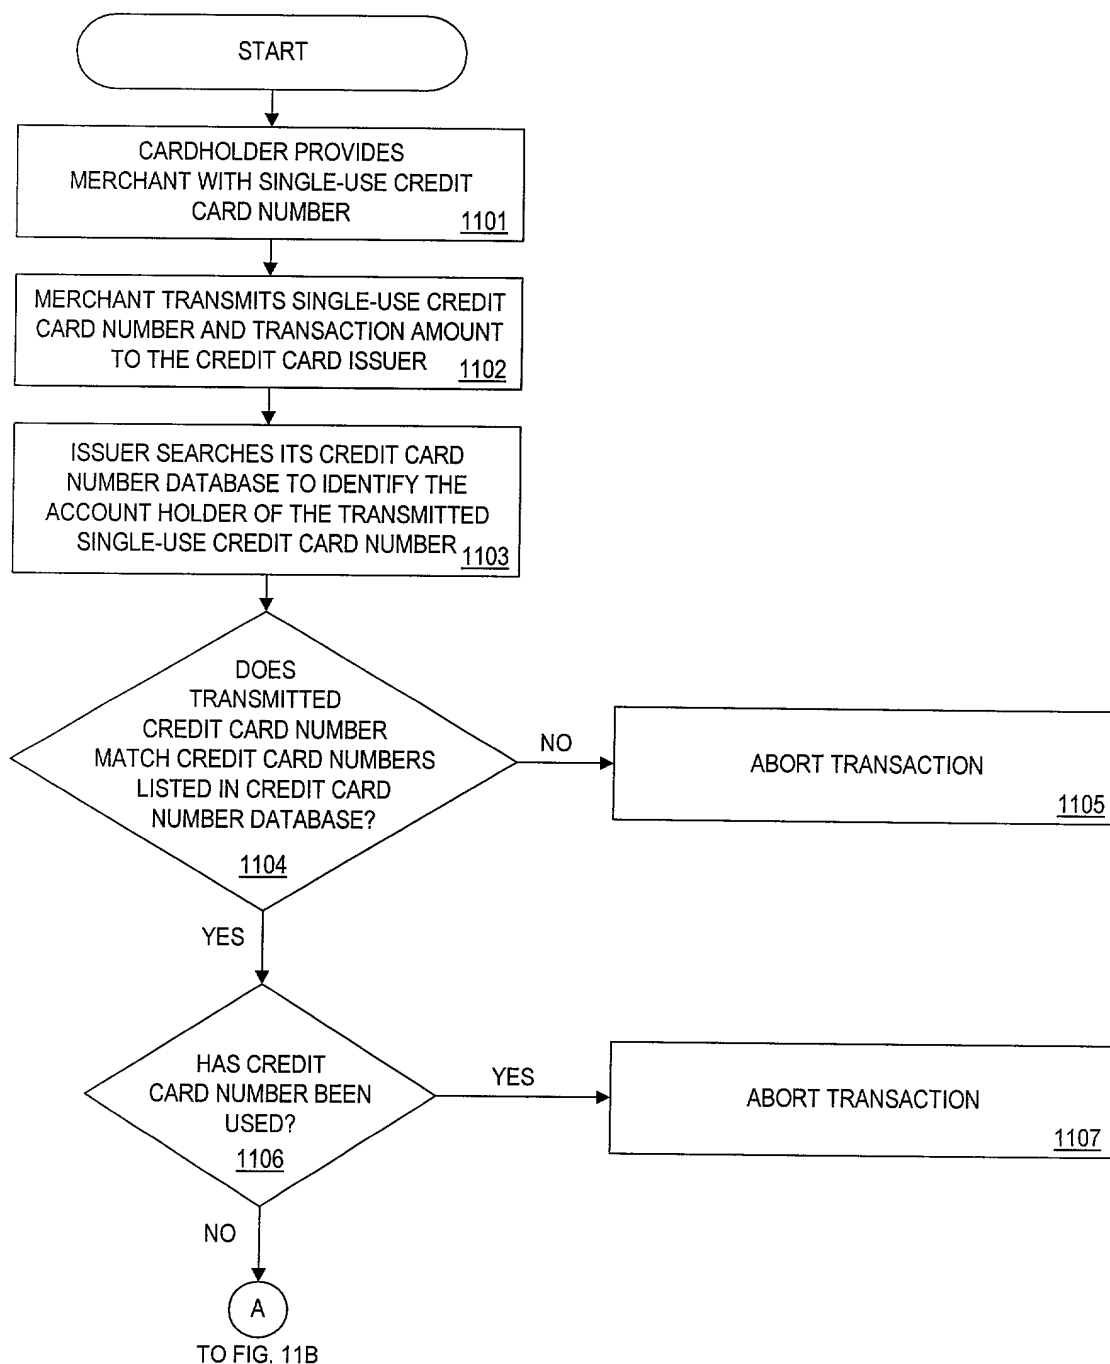 START
CARDHOLDER PROVIDES
MERCHANT WITH SINGLE-USE CREDIT
CARD NUMBER
1101
MERCHANT TRANSMITS SINGLE-USE CREDIT
CARD NUMBER AND TRANSACTION AMOUNT
TO THE CREDIT CARD ISSUER
1102
ISSUER SEARCHES ITS CREDIT CARD
NUMBER DATABASE TO IDENTIFY THE
ACCOUNT HOLDER OF THE TRANSMITTED
SINGLE-USE CREDIT CARD NUMBER
1103
DOES
TRANSMITTED
CREDIT CARD NUMBER
MATCH CREDIT CARD NUMBERS
LISTED IN CREDIT CARD
NUMBER DATABASE?
1104
NO
ABORT TRANSACTION
1105
YES
HAS CREDIT
CARD NUMBER BEEN
USED?
1106
YES
ABORT TRANSACTION
1107
NO
A
TO FIG. 11B